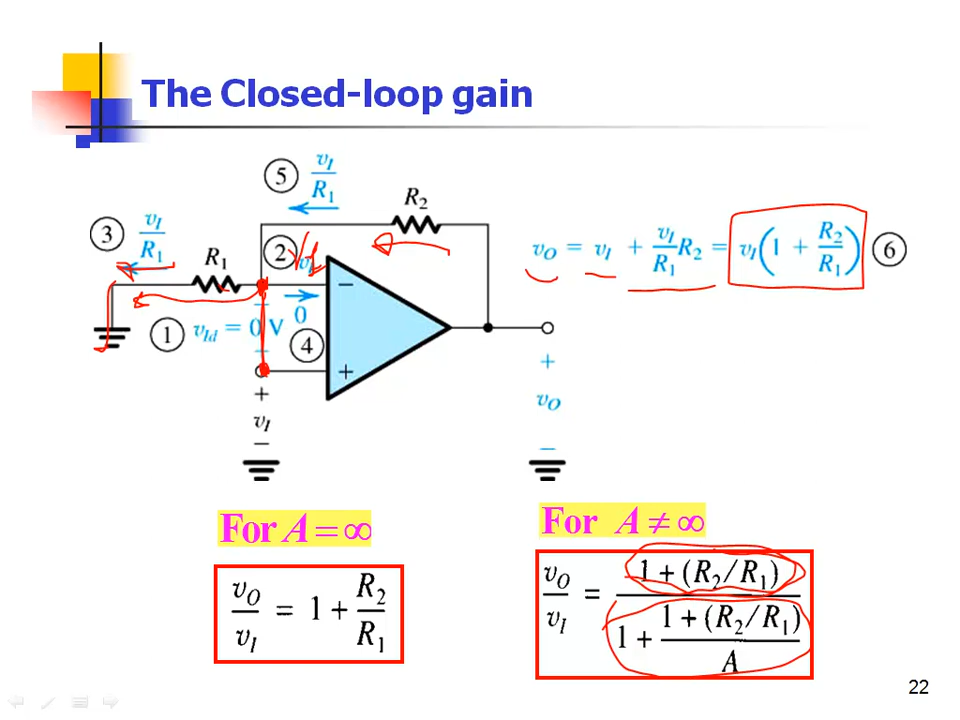 The Closed-loop gain
5 vI/R1
R2
3 vI/R1
R1
2 vI
vO = vI + vI/R1 R2 = vI(1 + R2/R1) 6
−
0
1 vId = 0 V
4
+
+
vI
−
+
vO
−
For A = ∞
For A ≠ ∞
vO/vI = 1 + R2/R1
vO/vI = (1 + (R2/R1)) / (1 + (1 + (R2/R1))/A)
22